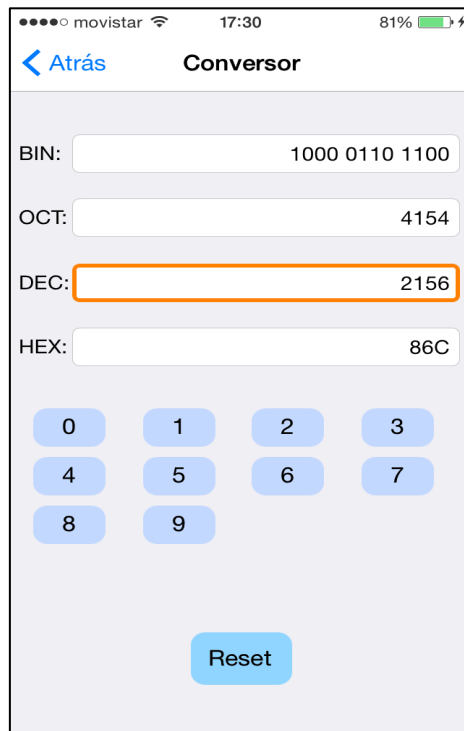 movistar 17:30 81%
Atrás Conversor
BIN: 1000 0110 1100
OCT: 4154
DEC: 2156
HEX: 86C
0 1 2 3
4 5 6 7
8 9
Reset